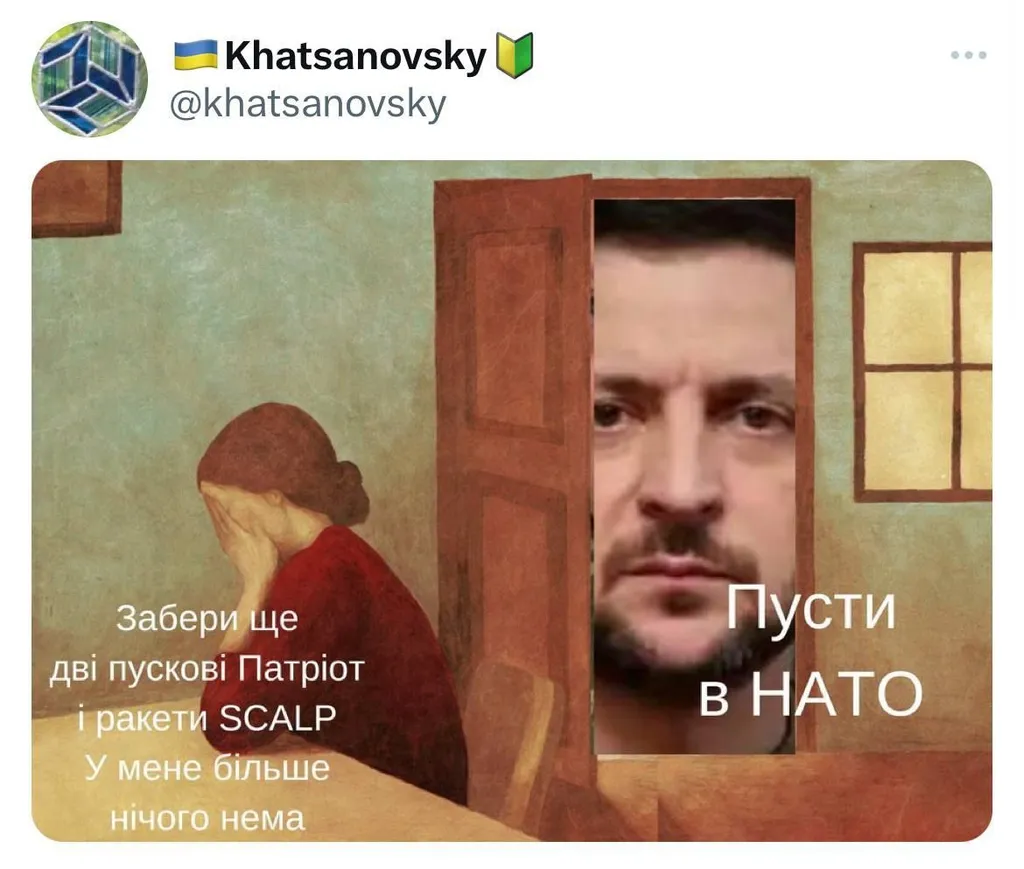 🇺🇦Khatsanovsky🔰
@khatsanovsky
Забери ще
дві пускові Патріот
і ракети SCALP
У мене більше
нічого нема
Пусти
в НАТО